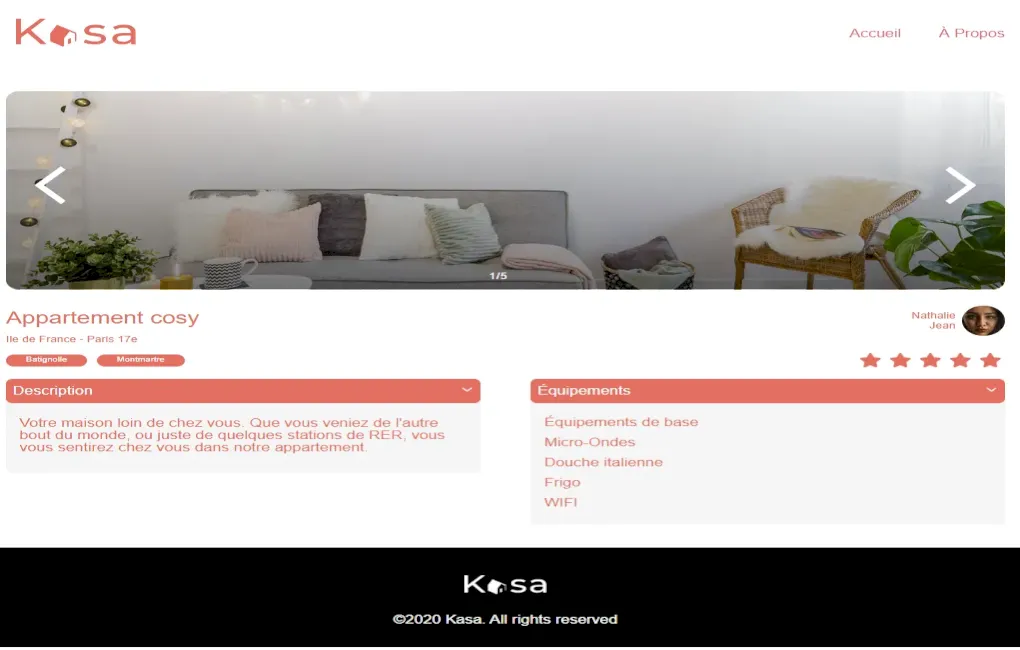 Kasa
Accueil
À Propos
1/5
Appartement cosy
Ile de France - Paris 17e
Nathalie
Jean
Batignolle
Montmartre
Description
Votre maison loin de chez vous. Que vous veniez de l'autre
bout du monde, ou juste de quelques stations de RER, vous
vous sentirez chez vous dans notre appartement.
Équipements
Équipements de base
Micro-Ondes
Douche italienne
Frigo
WIFI
Kasa
©2020 Kasa. All rights reserved